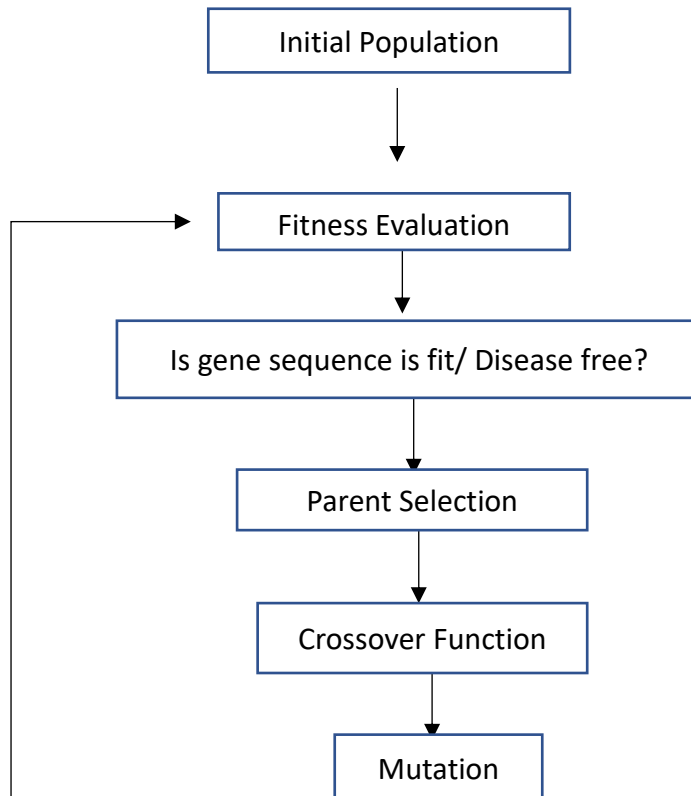 Initial Population
Fitness Evaluation
Is gene sequence is fit/ Disease free?
Parent Selection
Crossover Function
Mutation